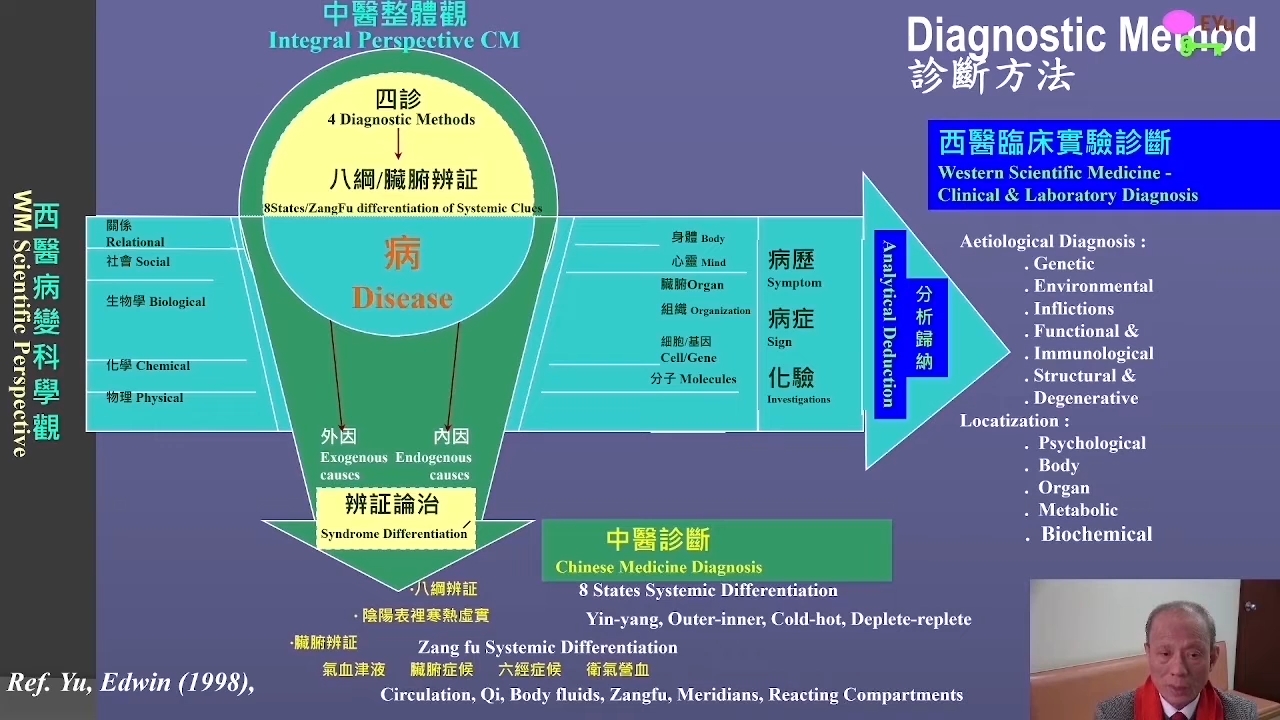 中醫整體觀
Integral Perspective CM
Diagnostic Method
診斷方法
EYu
四診
4 Diagnostic Methods
八綱/臟腑辨証
8States/ZangFu differentiation of Systemic Clues
病
Disease
西醫病變科學觀
WM Scientific Perspective
關係
Relational
社會 Social
生物學 Biological
化學 Chemical
物理 Physical
身體 Body
心靈 Mind
臟腑Organ
組織 Organization
細胞/基因
Cell/Gene
分子 Molecules
病歷
Symptom
病症
Sign
化驗
Investigations
Analytical Deduction
分析歸納
西醫臨床實驗診斷
Western Scientific Medicine -
Clinical & Laboratory Diagnosis
Aetiological Diagnosis :
. Genetic
. Environmental
. Inflictions
. Functional &
. Immunological
. Structural &
. Degenerative
Locatization :
. Psychological
. Body
. Organ
. Metabolic
. Biochemical
外因
Exogenous
causes
內因
Endogenous
causes
辨証論治
Syndrome Differentiation
中醫診斷
Chinese Medicine Diagnosis
·八綱辨証
8 States Systemic Differentiation
· 陰陽表裡寒熱虛實
Yin-yang, Outer-inner, Cold-hot, Deplete-replete
·臟腑辨証
Zang fu Systemic Differentiation
氣血津液 臟腑症候 六經症候 衛氣營血
Circulation, Qi, Body fluids, Zangfu, Meridians, Reacting Compartments
Ref. Yu, Edwin (1998),